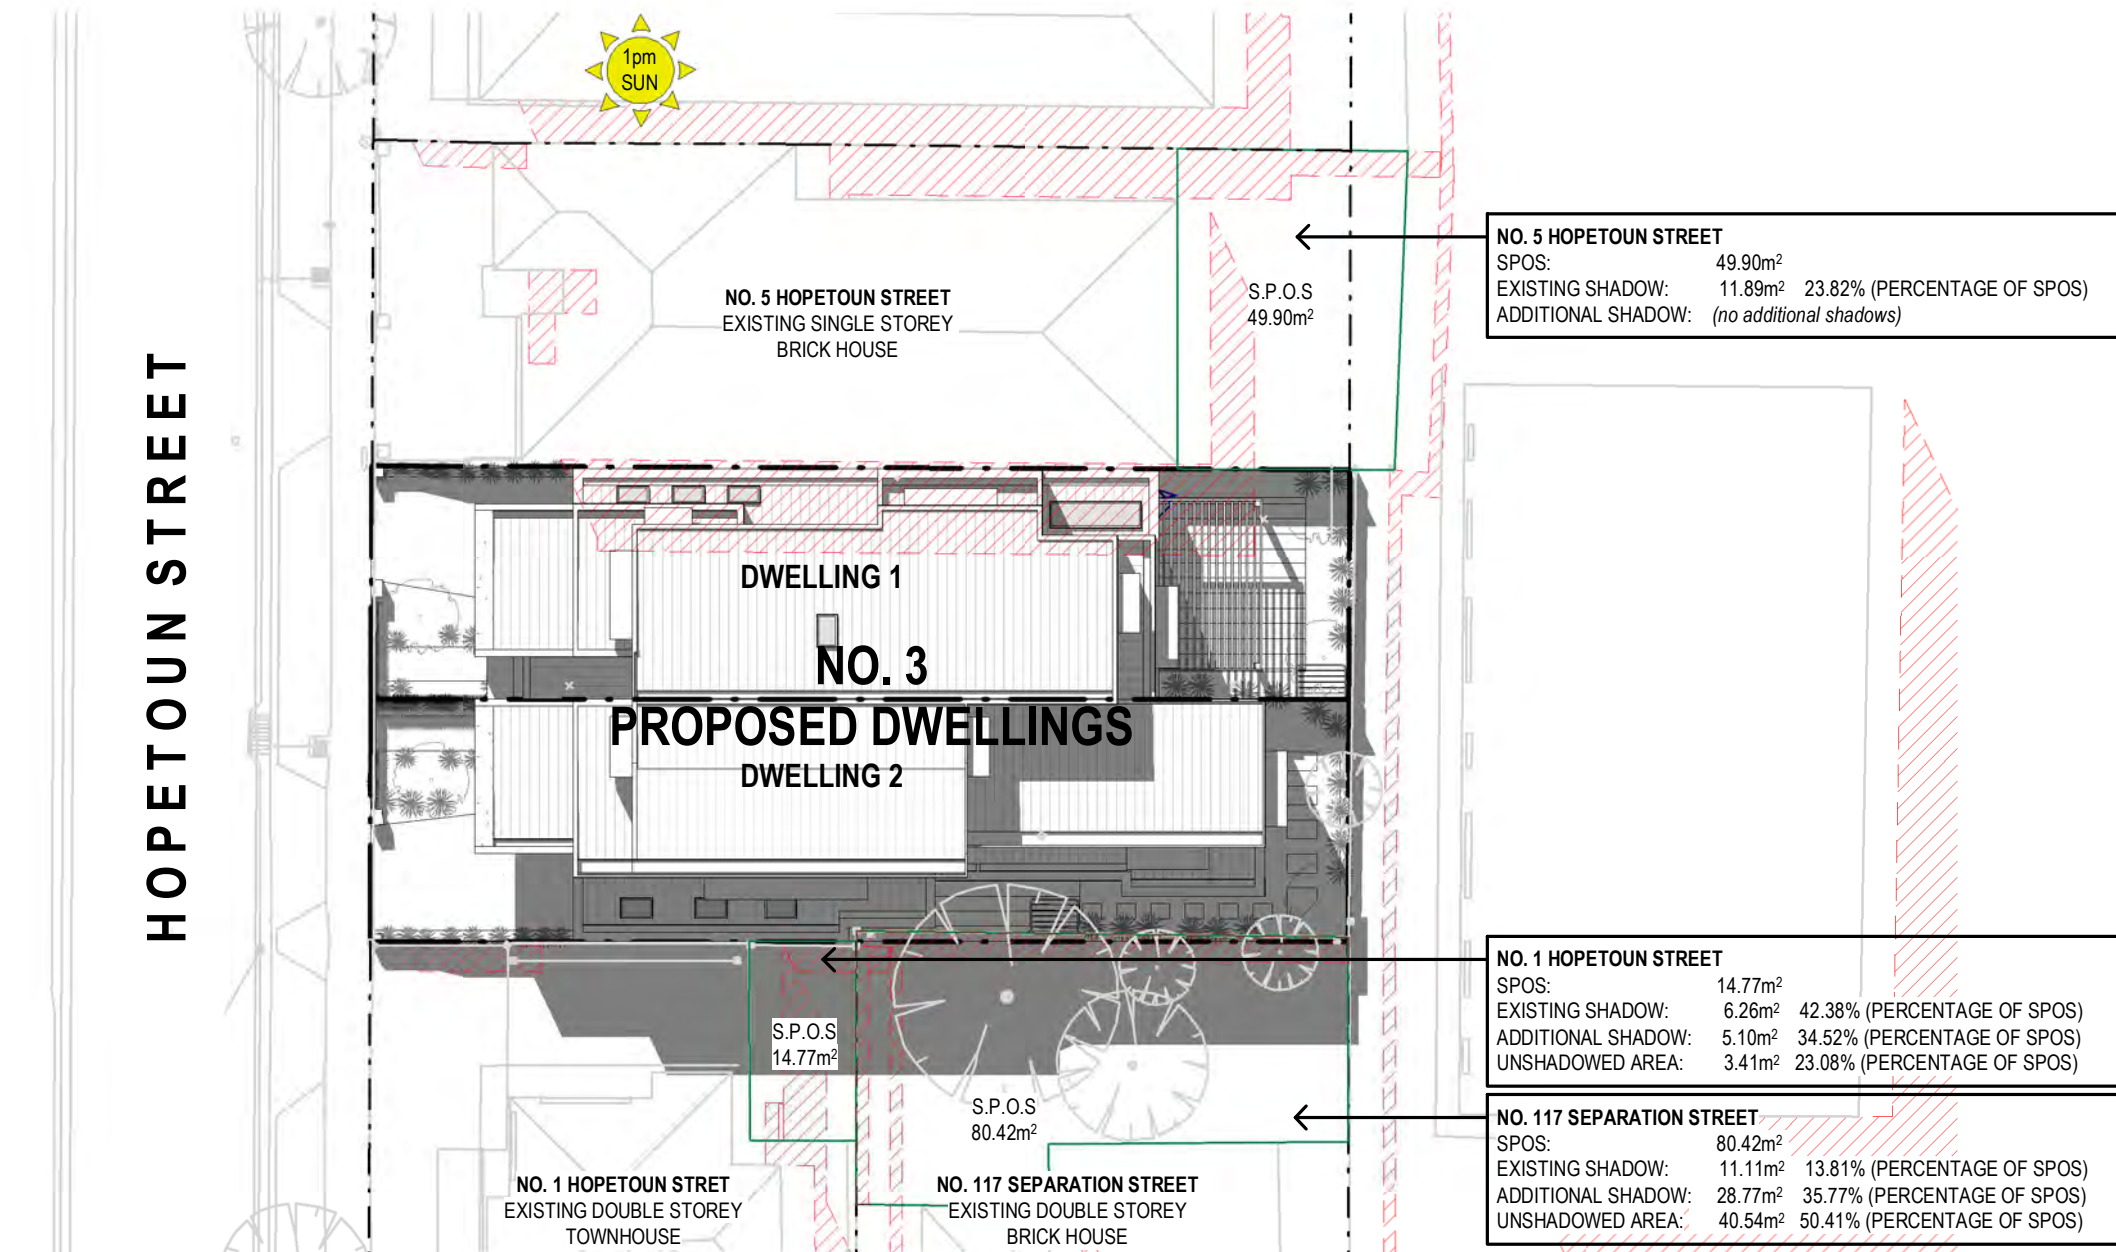 1pm
SUN
NO. 5 HOPETOUN STREET
SPOS: 49.90m²
EXISTING SHADOW: 11.89m² 23.82% (PERCENTAGE OF SPOS)
ADDITIONAL SHADOW: (no additional shadows)
NO. 5 HOPETOUN STREET
EXISTING SINGLE STOREY
BRICK HOUSE
S.P.O.S
49.90m²
HOPETOUN STREET
DWELLING 1
NO. 3
PROPOSED DWELLINGS
DWELLING 2
NO. 1 HOPETOUN STREET
SPOS: 14.77m²
EXISTING SHADOW: 6.26m² 42.38% (PERCENTAGE OF SPOS)
ADDITIONAL SHADOW: 5.10m² 34.52% (PERCENTAGE OF SPOS)
UNSHADOWED AREA: 3.41m² 23.08% (PERCENTAGE OF SPOS)
S.P.O.S
14.77m²
S.P.O.S
80.42m²
NO. 117 SEPARATION STREET
SPOS: 80.42m²
EXISTING SHADOW: 11.11m² 13.81% (PERCENTAGE OF SPOS)
ADDITIONAL SHADOW: 28.77m² 35.77% (PERCENTAGE OF SPOS)
UNSHADOWED AREA: 40.54m² 50.41% (PERCENTAGE OF SPOS)
NO. 1 HOPETOUN STRET
EXISTING DOUBLE STOREY
TOWNHOUSE
NO. 117 SEPARATION STREET
EXISTING DOUBLE STOREY
BRICK HOUSE